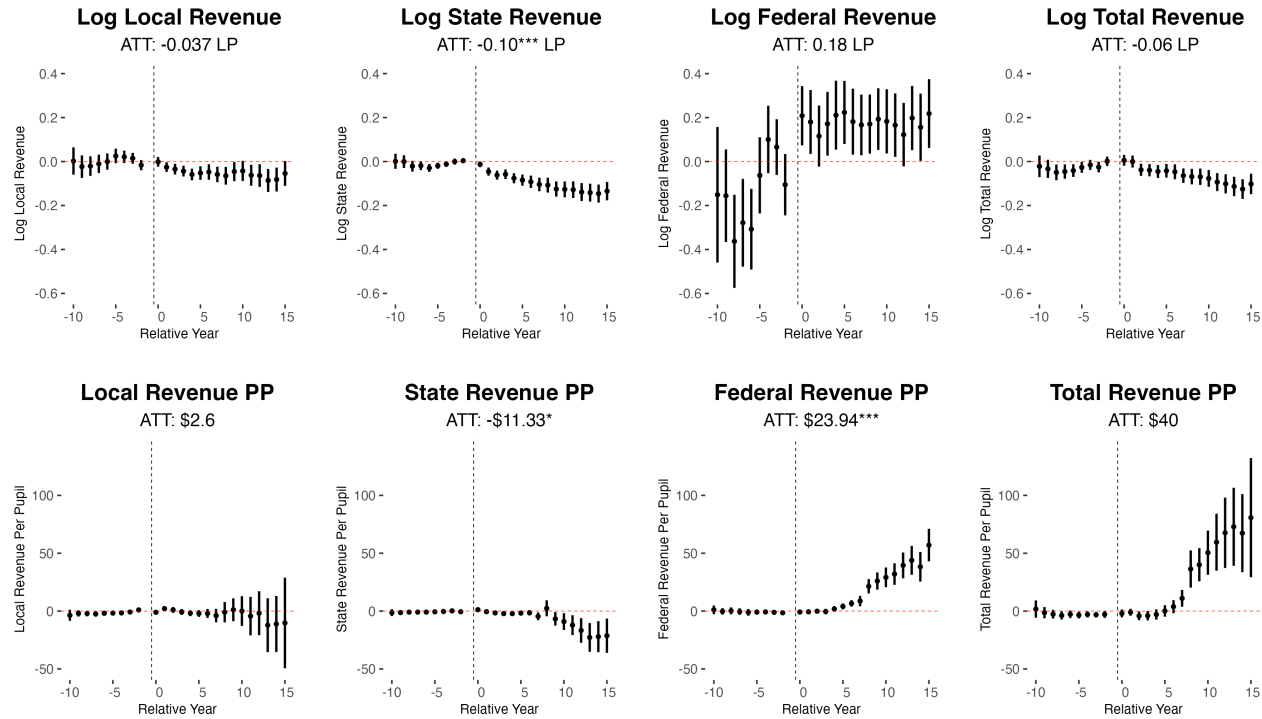 Log Local Revenue
ATT: -0.037 LP
Log Local Revenue
0.4
0.2
0.0
-0.2
-0.4
-0.6
-10 -5 0 5 10 15
Relative Year
Log State Revenue
ATT: -0.10*** LP
Log State Revenue
0.4
0.2
0.0
-0.2
-0.4
-0.6
-10 -5 0 5 10 15
Relative Year
Log Federal Revenue
ATT: 0.18 LP
Log Federal Revenue
0.4
0.2
0.0
-0.2
-0.4
-0.6
-10 -5 0 5 10 15
Relative Year
Log Total Revenue
ATT: -0.06 LP
Log Total Revenue
0.4
0.2
0.0
-0.2
-0.4
-0.6
-10 -5 0 5 10 15
Relative Year
Local Revenue PP
ATT: $2.6
Local Revenue Per Pupil
100
50
0
-50
-10 -5 0 5 10 15
Relative Year
State Revenue PP
ATT: -$11.33*
State Revenue Per Pupil
100
50
0
-50
-10 -5 0 5 10 15
Relative Year
Federal Revenue PP
ATT: $23.94***
Federal Revenue Per Pupil
100
50
0
-50
-10 -5 0 5 10 15
Relative Year
Total Revenue PP
ATT: $40
Total Revenue Per Pupil
100
50
0
-50
-10 -5 0 5 10 15
Relative Year